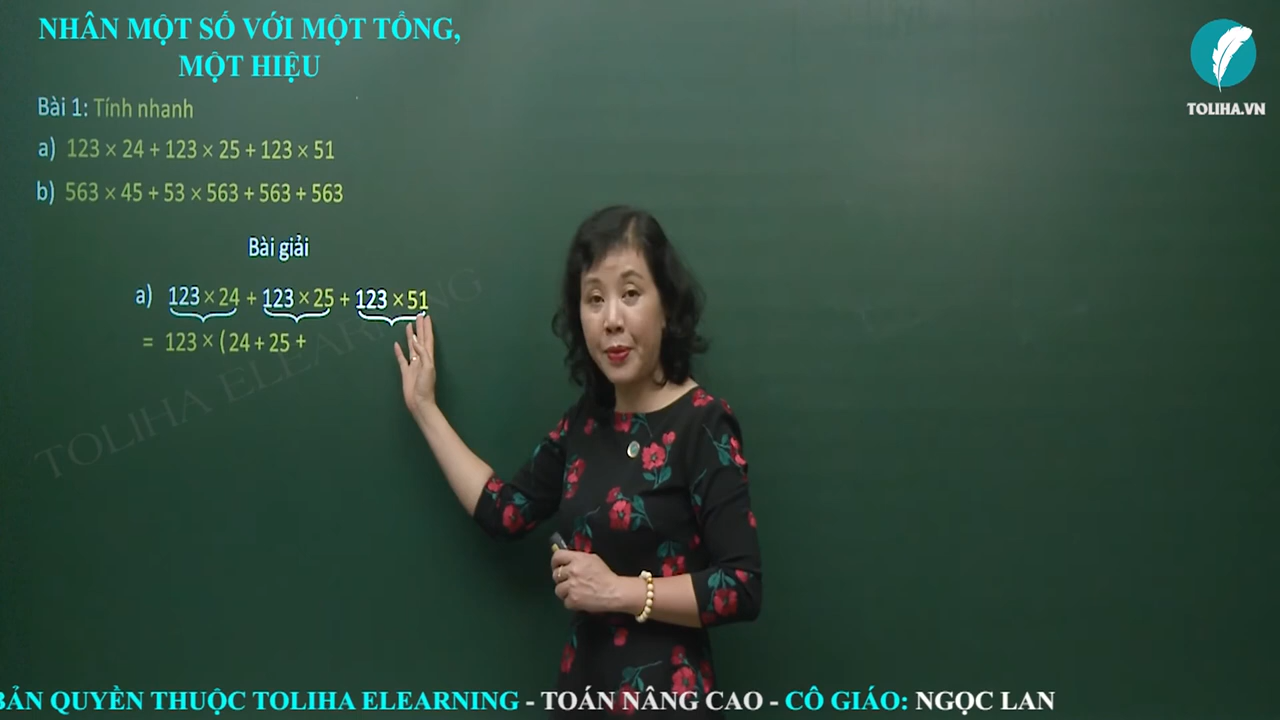 NHÂN MỘT SỐ VỚI MỘT TỔNG,
MỘT HIỆU
TOLIHA.VN
Bài 1: Tính nhanh
a) 123 × 24 + 123 × 25 + 123 × 51
b) 563 × 45 + 53 × 563 + 563 + 563
Bài giải
a) 123 × 24 + 123 × 25 + 123 × 51
= 123 × ( 24 + 25 +
TOLIHA ELEARNING
BẢN QUYỀN THUỘC TOLIHA ELEARNING - TOÁN NÂNG CAO - CÔ GIÁO: NGỌC LAN